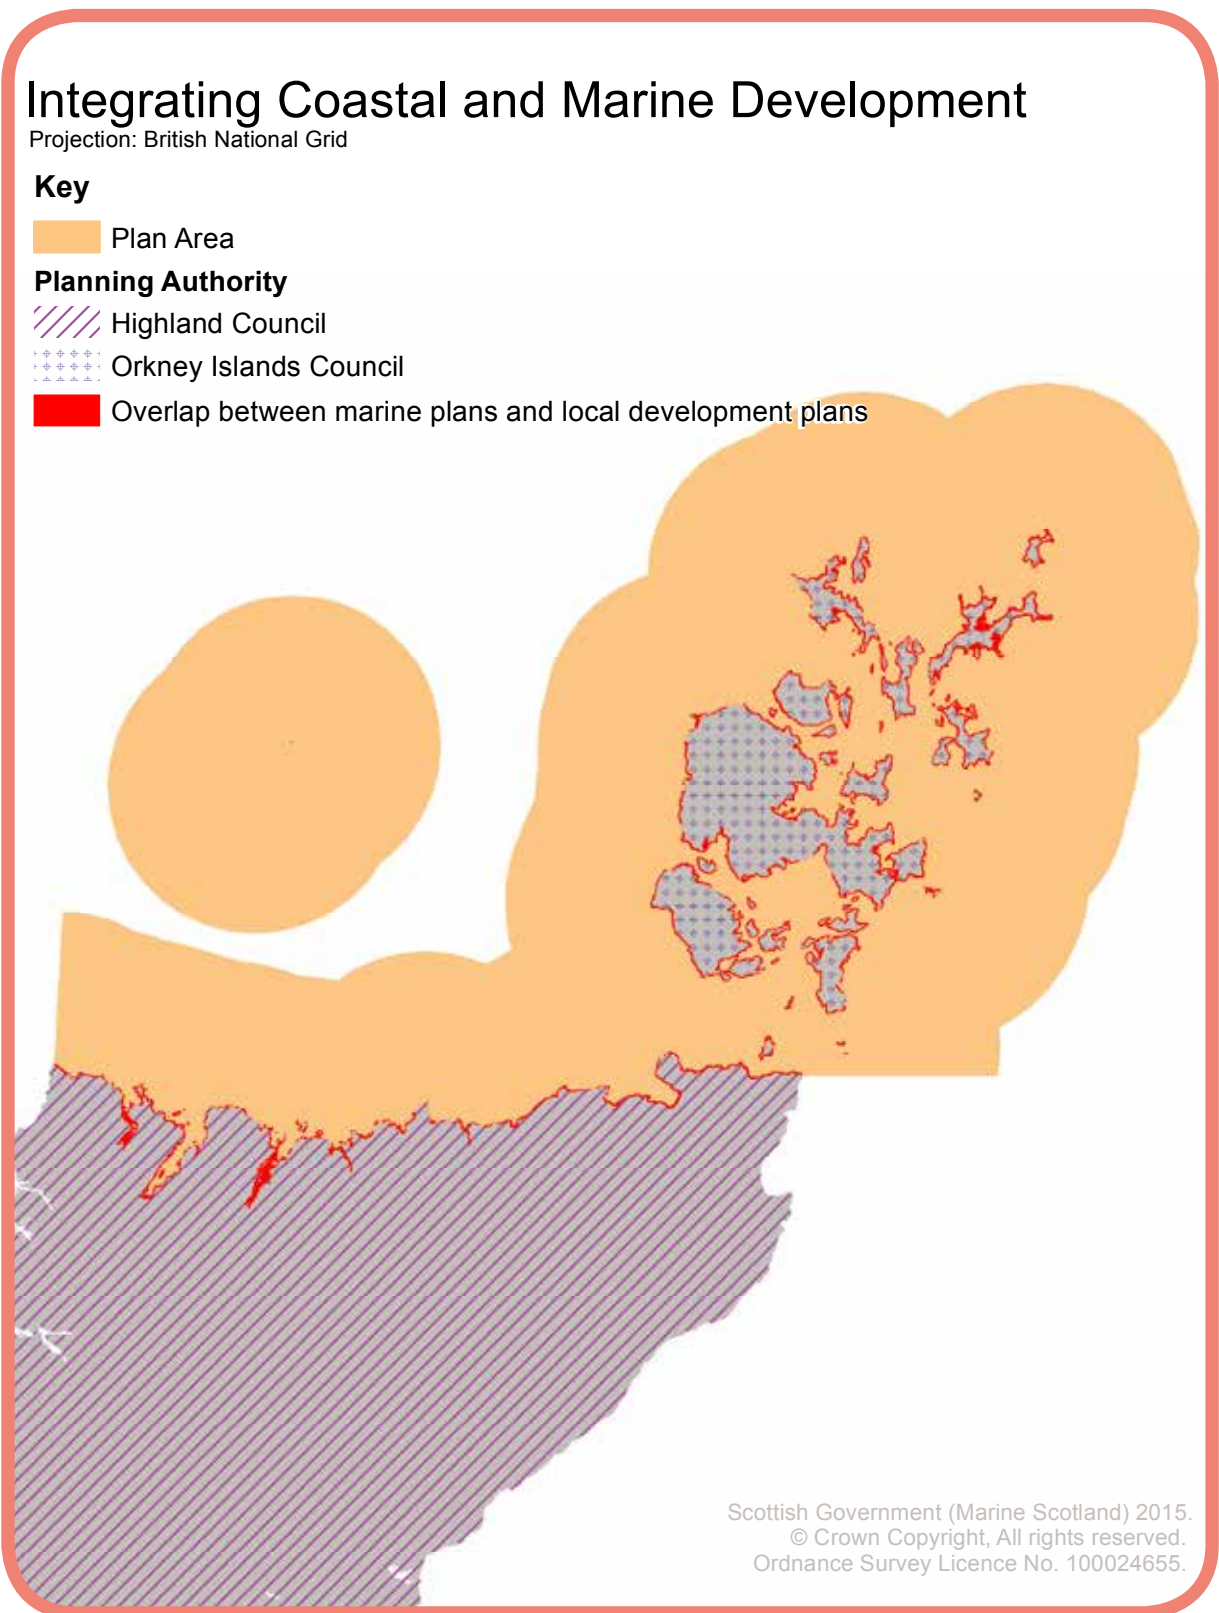 Integrating Coastal and Marine Development
Projection: British National Grid
Key
Plan Area
Planning Authority
Highland Council
Orkney Islands Council
Overlap between marine plans and local development plans
Scottish Government (Marine Scotland) 2015.
© Crown Copyright, All rights reserved.
Ordnance Survey Licence No. 100024655.